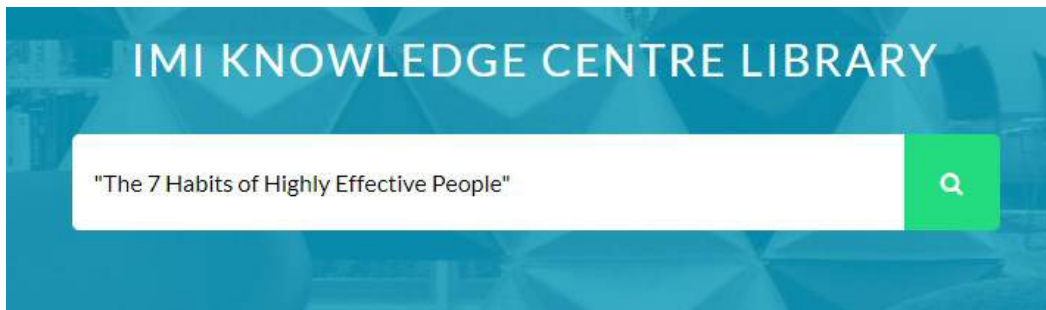 IMI KNOWLEDGE CENTRE LIBRARY
"The 7 Habits of Highly Effective People"